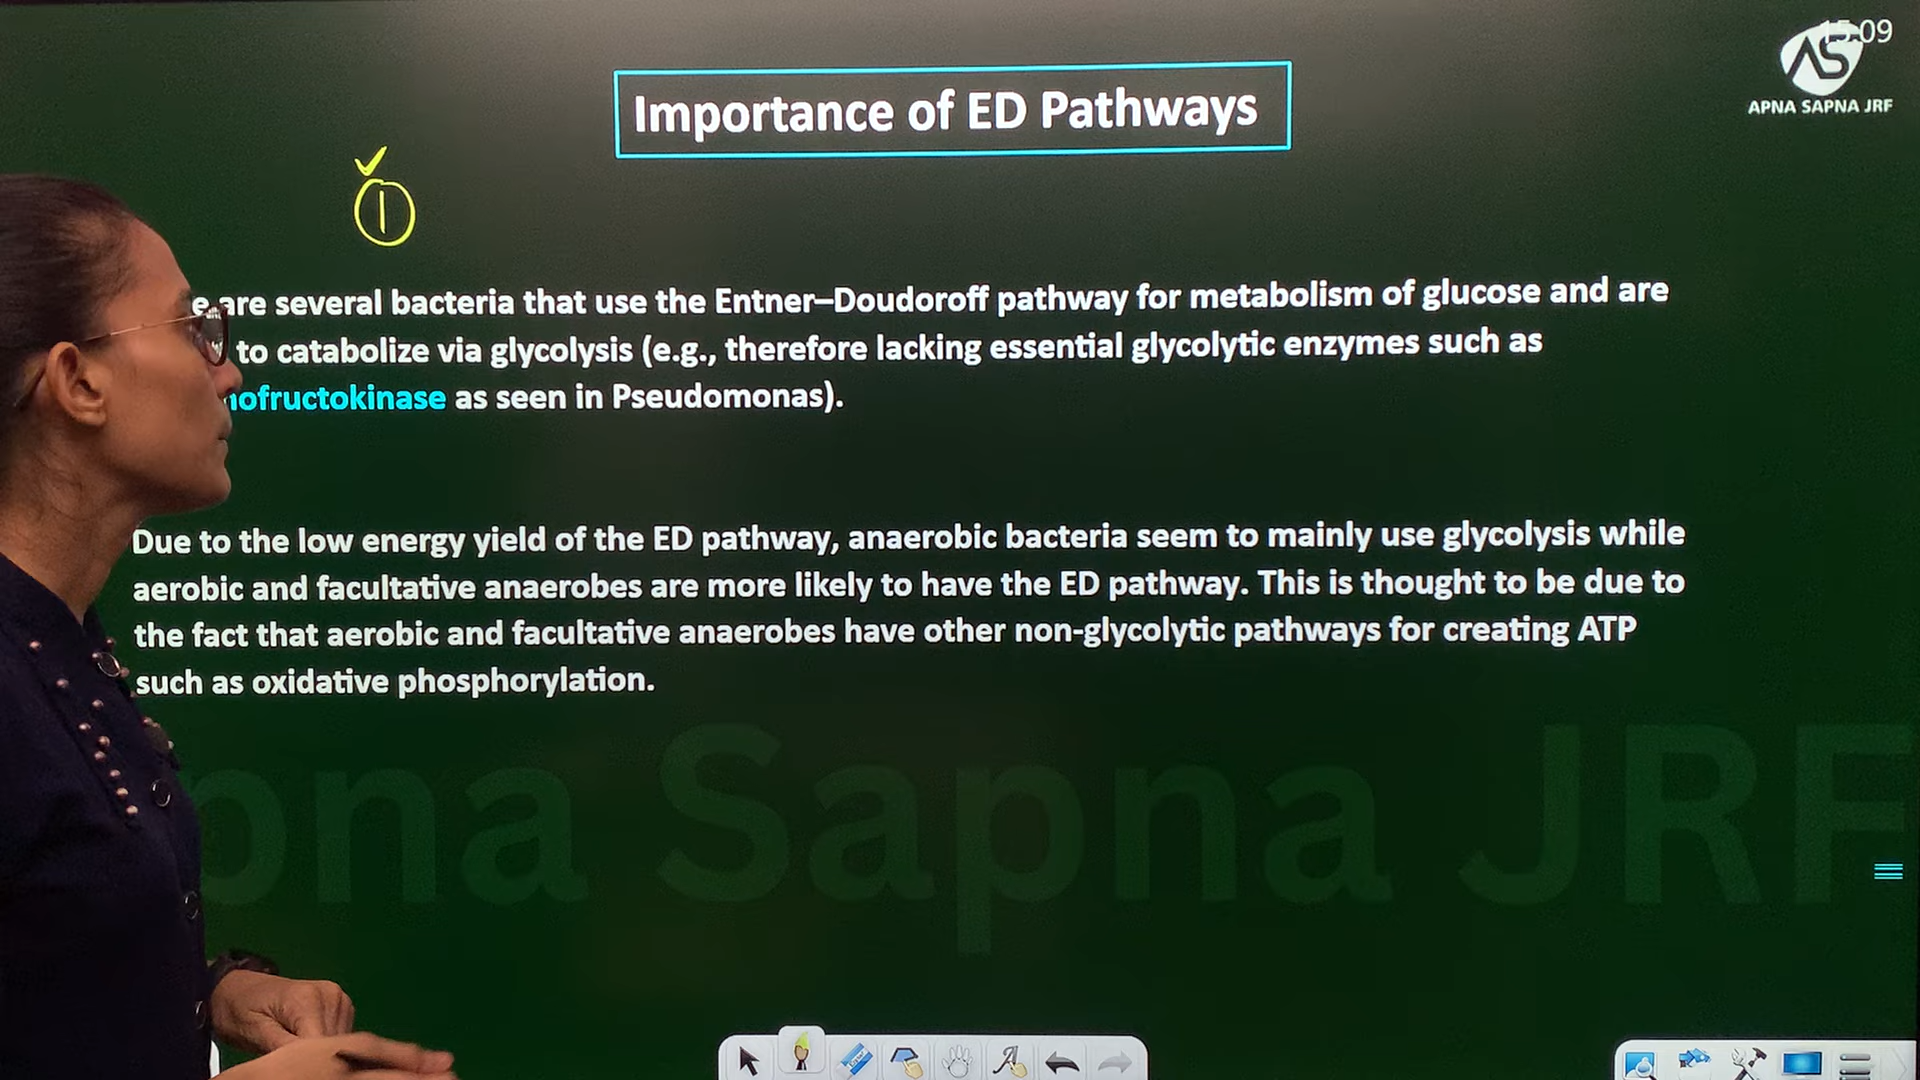 15:09
AS
APNA SAPNA JRF
Importance of ED Pathways
1
are several bacteria that use the Entner–Doudoroff pathway for metabolism of glucose and are
to catabolize via glycolysis (e.g., therefore lacking essential glycolytic enzymes such as
nofructokinase as seen in Pseudomonas).
Due to the low energy yield of the ED pathway, anaerobic bacteria seem to mainly use glycolysis while
aerobic and facultative anaerobes are more likely to have the ED pathway. This is thought to be due to
the fact that aerobic and facultative anaerobes have other non-glycolytic pathways for creating ATP
such as oxidative phosphorylation.
pna Sapna JRF